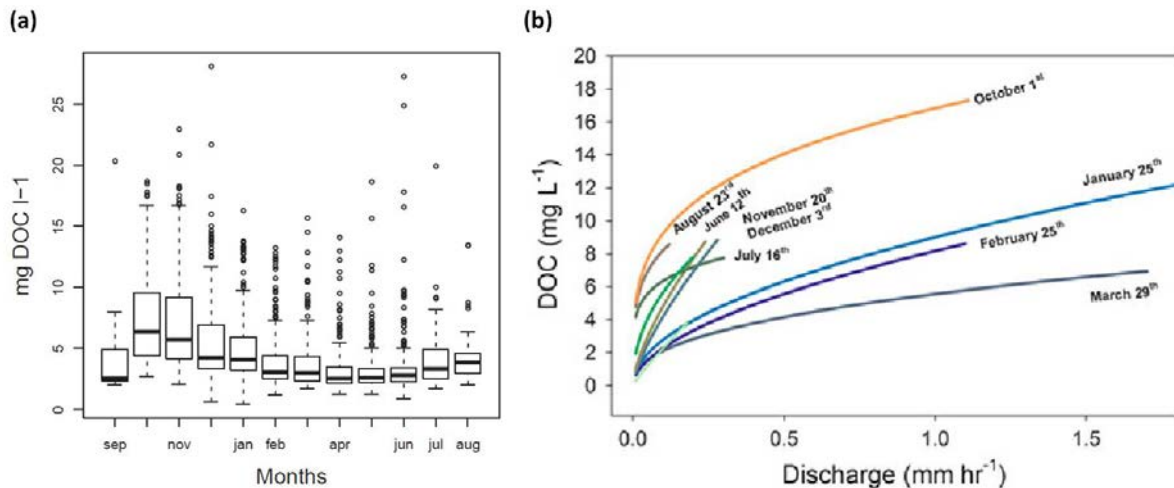 (a)
mg DOC l−1
25
20
15
10
5
0
sep
nov
jan
feb
apr
jun
jul
aug
Months
(b)
DOC (mg L-1)
20
18
16
14
12
10
8
6
4
2
0
October 1st
August 23rd
June 12th
November 20th
December 3rd
July 16th
January 25th
February 25th
March 29th
0.0
0.5
1.0
1.5
Discharge (mm hr-1)